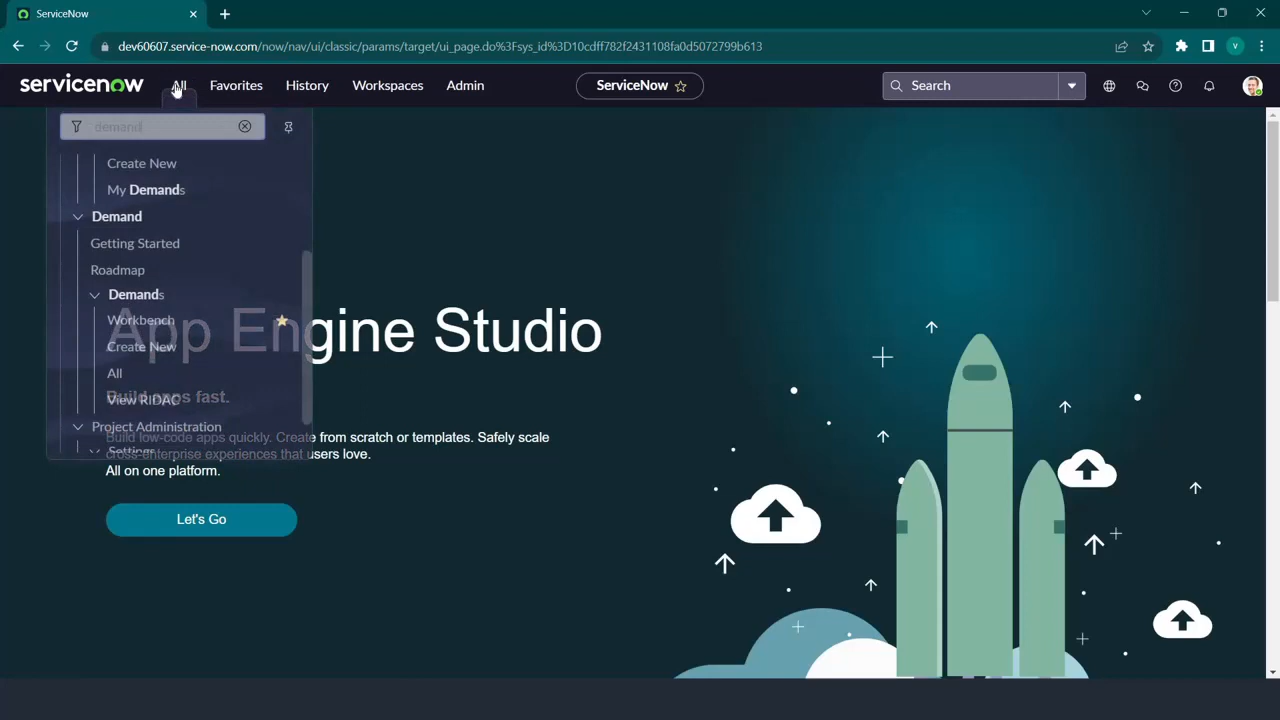 ServiceNow
dev60607.service-now.com/now/nav/ui/classic/params/target/ui_page.do%3Fsys_id%3D10cdff782f2431108fa0d5072799b613
V
servicenow
All
Favorites
History
Workspaces
Admin
ServiceNow
Search
demand
Create New
My Demands
Demand
Getting Started
Roadmap
Demands
Workbench
Create New
All
View RIDAC
Project Administration
Settings
App Engine Studio
Build apps fast.
Build low-code apps quickly. Create from scratch or templates. Safely scale
cross-enterprise experiences that users love.
All on one platform.
Let's Go